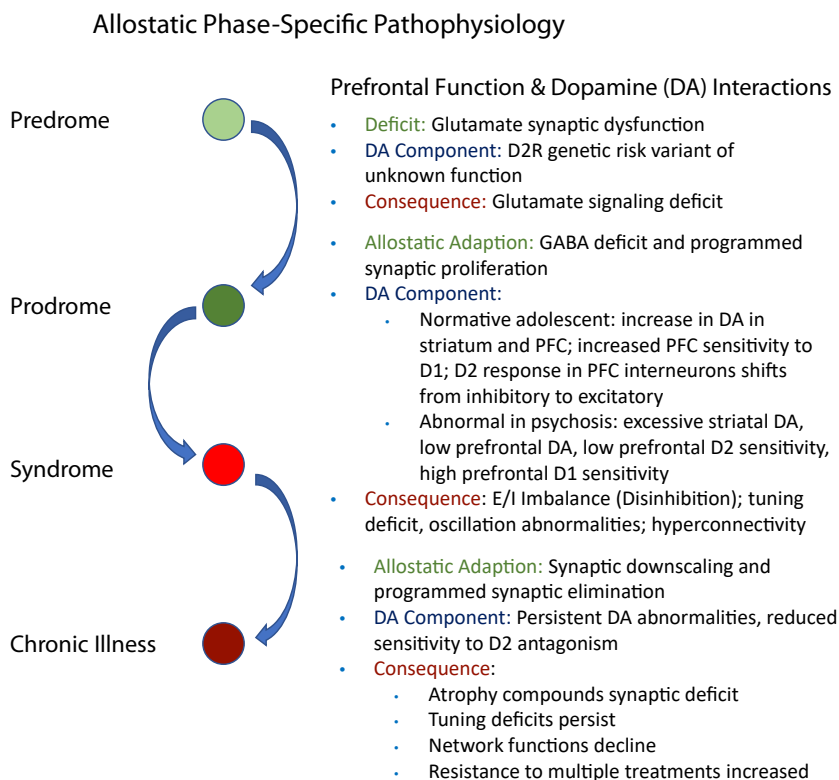 Allostatic Phase-Specific Pathophysiology
Prefrontal Function & Dopamine (DA) Interactions
Predrome
• Deficit: Glutamate synaptic dysfunction
• DA Component: D2R genetic risk variant of
unknown function
• Consequence: Glutamate signaling deficit
• Allostatic Adaption: GABA deficit and programmed
synaptic proliferation
Prodrome
• DA Component:
• Normative adolescent: increase in DA in
striatum and PFC; increased PFC sensitivity to
D1; D2 response in PFC interneurons shifts
from inhibitory to excitatory
• Abnormal in psychosis: excessive striatal DA,
low prefrontal DA, low prefrontal D2 sensitivity,
high prefrontal D1 sensitivity
Syndrome
• Consequence: E/I Imbalance (Disinhibition); tuning
deficit, oscillation abnormalities; hyperconnectivity
• Allostatic Adaption: Synaptic downscaling and
programmed synaptic elimination
• DA Component: Persistent DA abnormalities, reduced
sensitivity to D2 antagonism
Chronic Illness
• Consequence:
• Atrophy compounds synaptic deficit
• Tuning deficits persist
• Network functions decline
• Resistance to multiple treatments increased